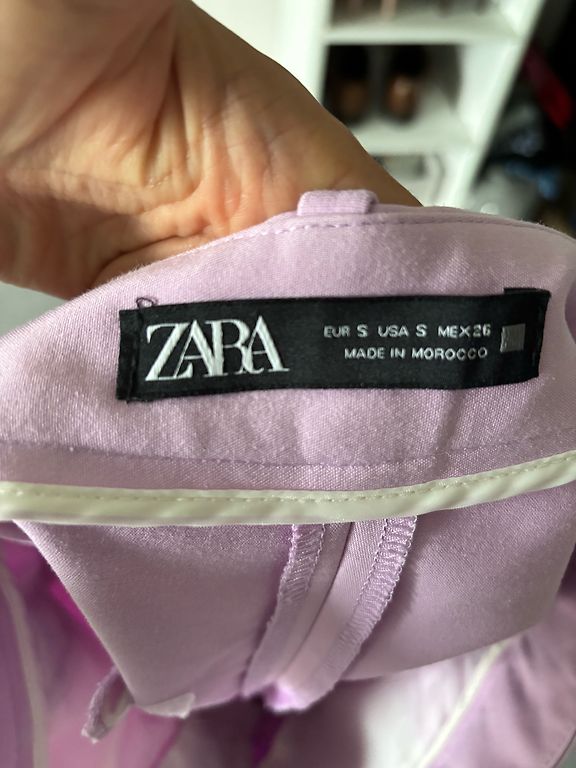 ZARA
EUR S USA S MEX 26
MADE IN MOROCCO